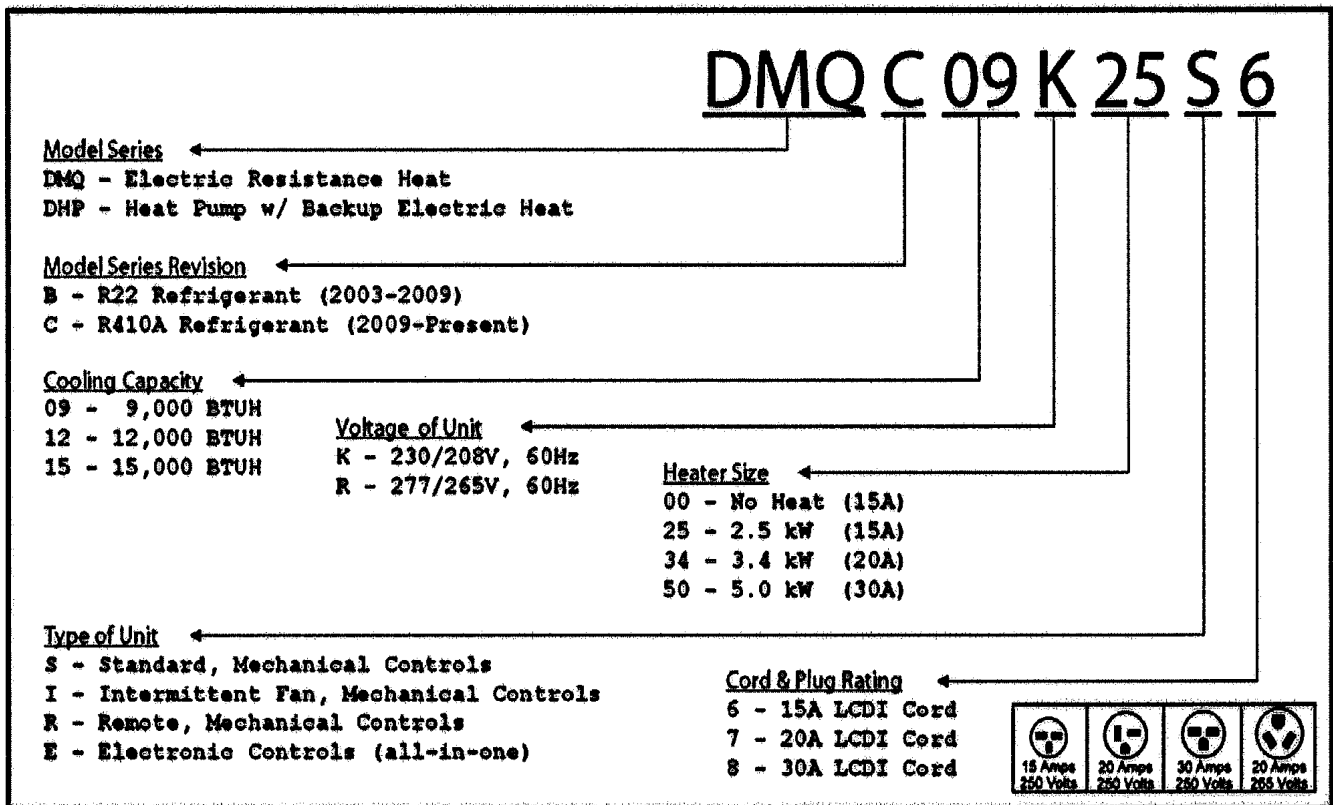 DMQ C 09 K 25 S 6
Model Series
DMQ - Electric Resistance Heat
DHP - Heat Pump w/ Backup Electric Heat
Model Series Revision
B - R22 Refrigerant (2003-2009)
C - R410A Refrigerant (2009-Present)
Cooling Capacity
09 - 9,000 BTUH
12 - 12,000 BTUH
15 - 15,000 BTUH
Voltage of Unit
K - 230/208V, 60Hz
R - 277/265V, 60Hz
Heater Size
00 - No Heat (15A)
25 - 2.5 kW (15A)
34 - 3.4 kW (20A)
50 - 5.0 kW (30A)
Type of Unit
S - Standard, Mechanical Controls
I - Intermittent Fan, Mechanical Controls
R - Remote, Mechanical Controls
E - Electronic Controls (all-in-one)
Cord & Plug Rating
6 - 15A LCDI Cord
7 - 20A LCDI Cord
8 - 30A LCDI Cord
15 Amps 20 Amps 30 Amps 20 Amps
250 Volts 250 Volts 250 Volts 265 Volts